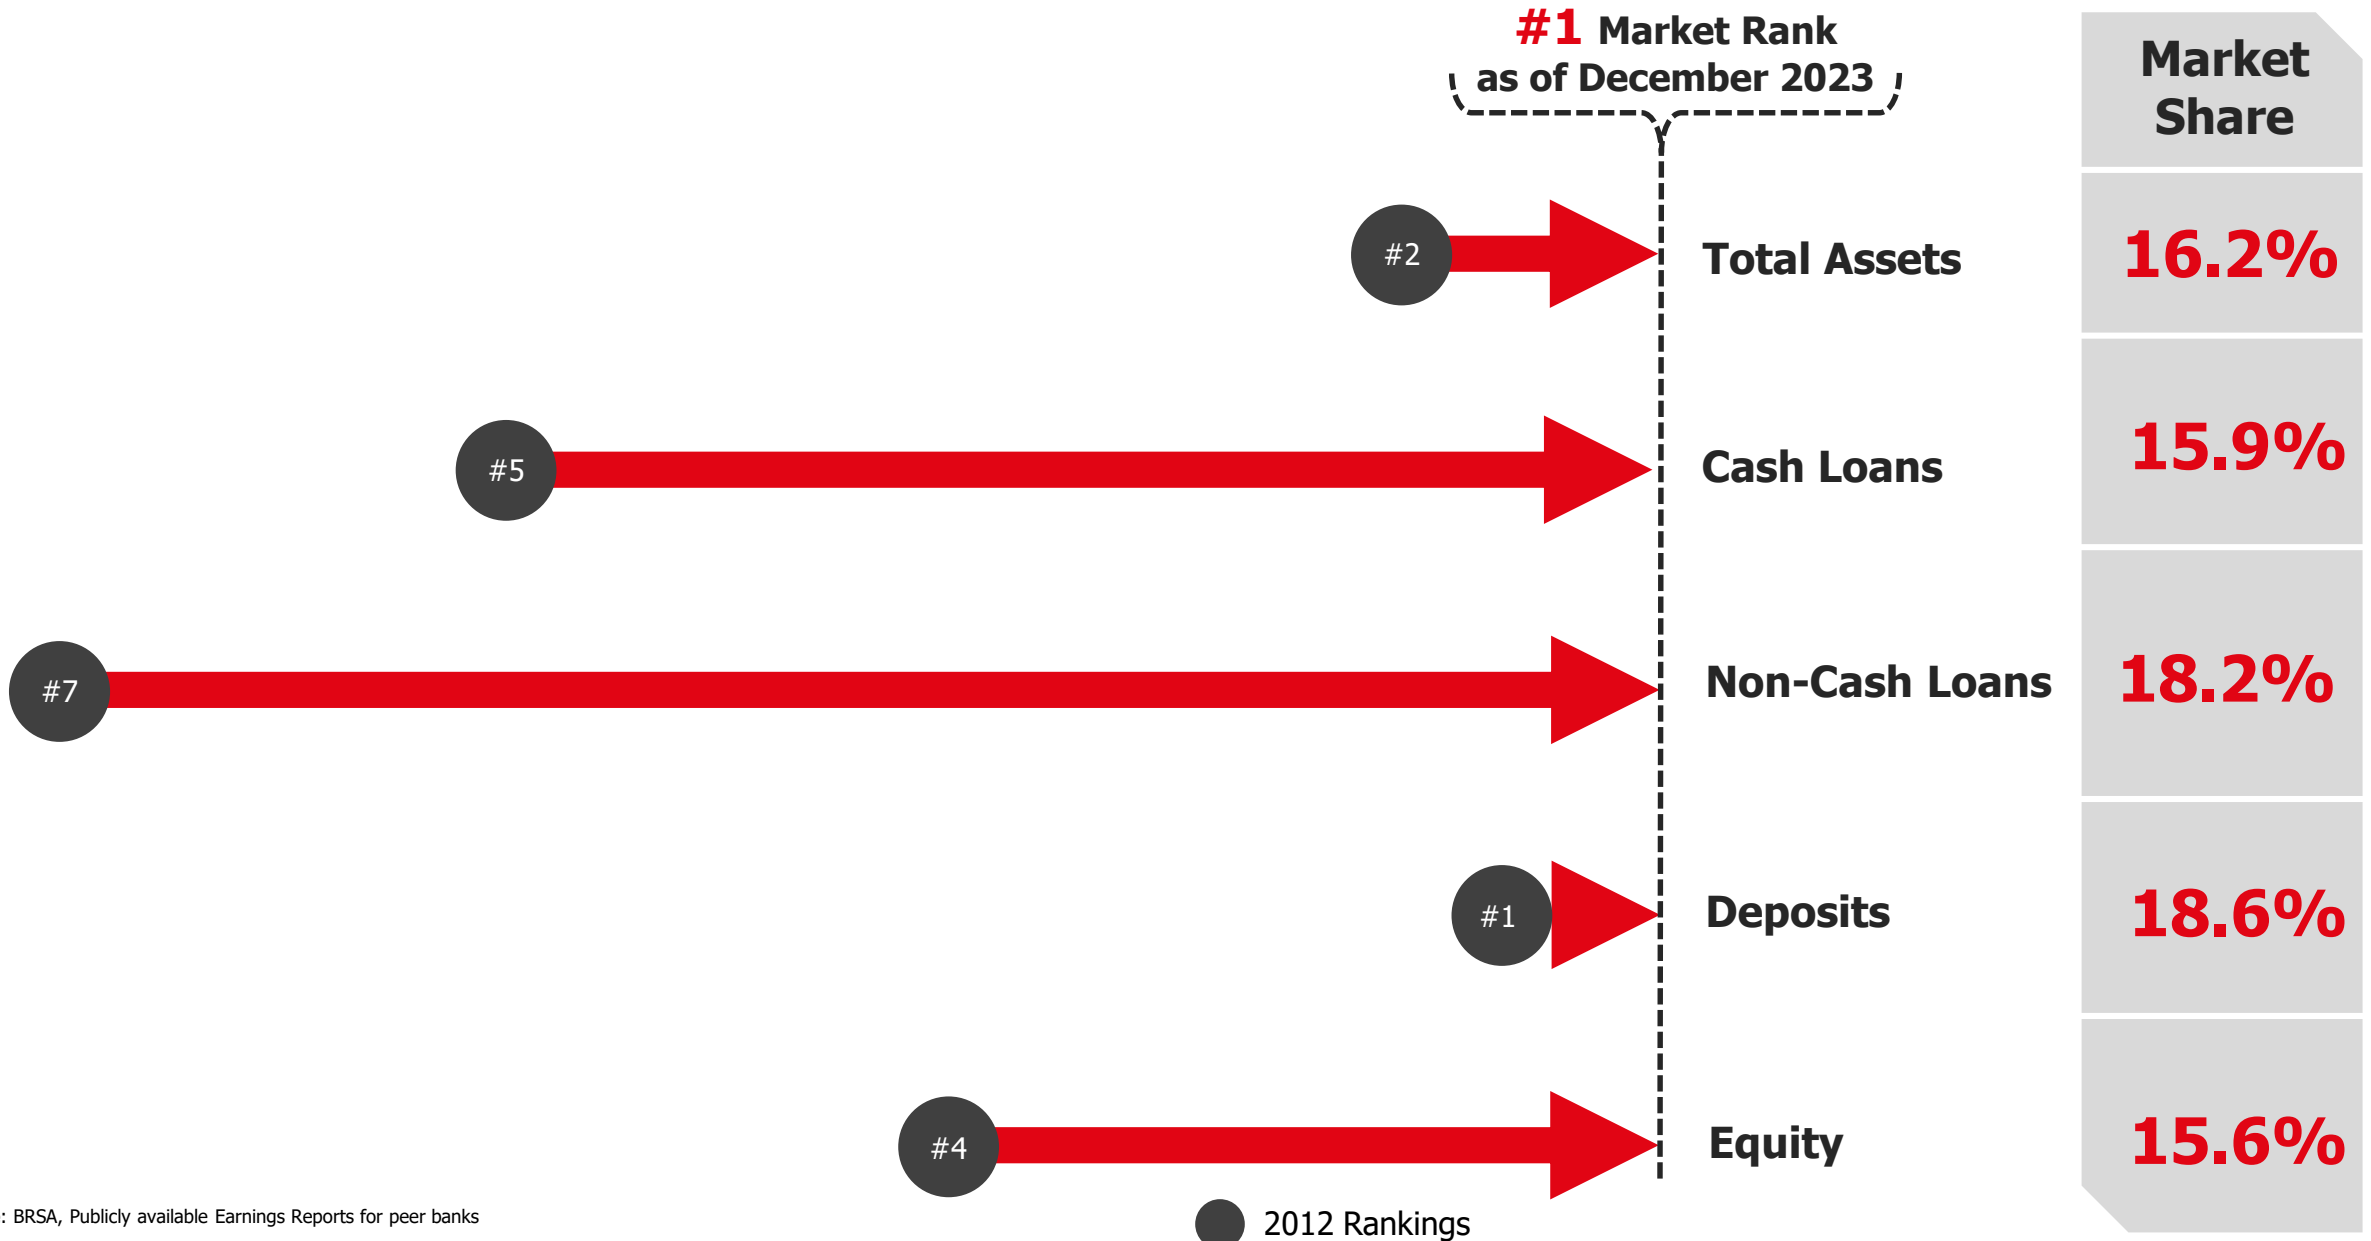 #1 Market Rank
as of December 2023
Market
Share
#2
Total Assets
16.2%
#5
Cash Loans
15.9%
#7
Non-Cash Loans
18.2%
#1
Deposits
18.6%
#4
Equity
15.6%
: BRSA, Publicly available Earnings Reports for peer banks
2012 Rankings